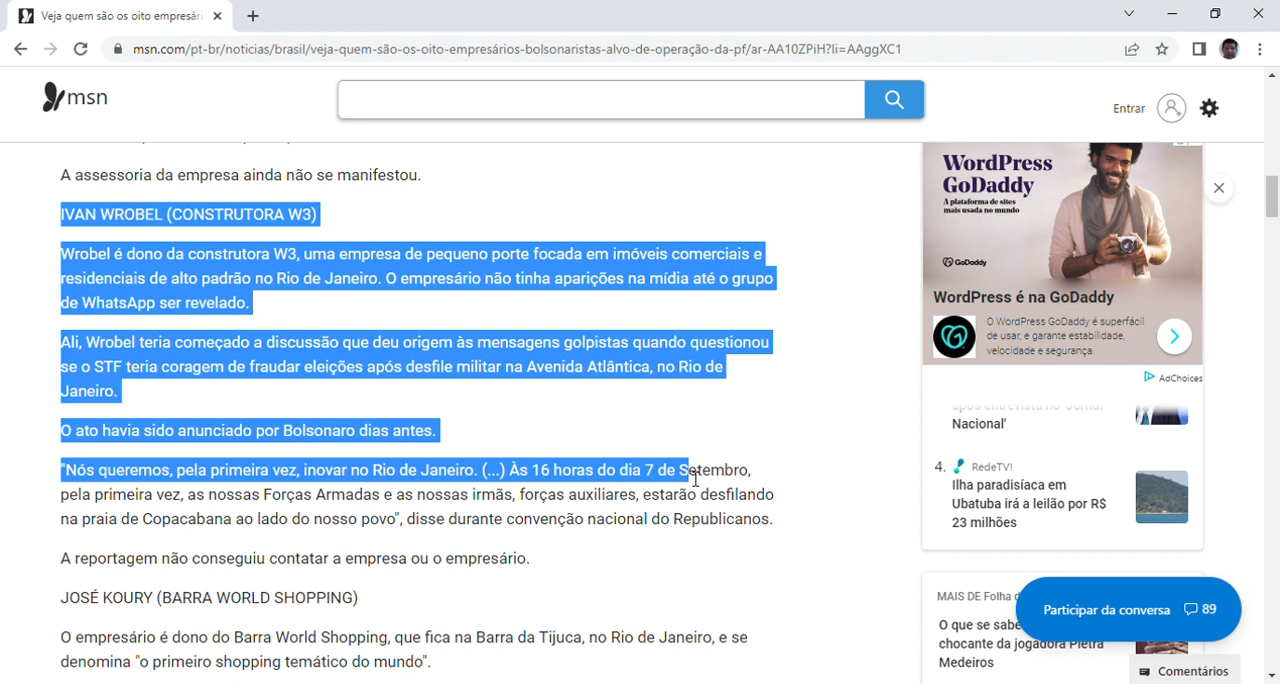 Veja quem são os oito empresári
msn.com/pt-br/noticias/brasil/veja-quem-são-os-oito-empresários-bolsonaristas-alvo-de-operação-da-pf/ar-AA10ZPiH?li=AAggXC1
msn
Entrar
A assessoria da empresa ainda não se manifestou.
IVAN WROBEL (CONSTRUTORA W3)
Wrobel é dono da construtora W3, uma empresa de pequeno porte focada em imóveis comerciais e
residenciais de alto padrão no Rio de Janeiro. O empresário não tinha aparições na mídia até o grupo
de WhatsApp ser revelado.
Ali, Wrobel teria começado a discussão que deu origem às mensagens golpistas quando questionou
se o STF teria coragem de fraudar eleições após desfile militar na Avenida Atlântica, no Rio de
Janeiro.
O ato havia sido anunciado por Bolsonaro dias antes.
"Nós queremos, pela primeira vez, inovar no Rio de Janeiro. (...) Às 16 horas do dia 7 de Setembro,
pela primeira vez, as nossas Forças Armadas e as nossas irmãs, forças auxiliares, estarão desfilando
na praia de Copacabana ao lado do nosso povo", disse durante convenção nacional do Republicanos.
A reportagem não conseguiu contatar a empresa ou o empresário.
JOSÉ KOURY (BARRA WORLD SHOPPING)
O empresário é dono do Barra World Shopping, que fica na Barra da Tijuca, no Rio de Janeiro, e se
denomina "o primeiro shopping temático do mundo".
WordPress
GoDaddy
A plataforma de sites
mais usada no mundo
GoDaddy
WordPress é na GoDaddy
O WordPress GoDaddy é superfácil
de usar, e garante estabilidade,
velocidade e segurança.
AdChoices
após entrevista no 'Jornal
Nacional'
4. RedeTV!
Ilha paradisíaca em
Ubatuba irá a leilão por R$
23 milhões
MAIS DE Folha d
O que se sabe
chocante da jogadora Pietra
Medeiros
Participar da conversa 89
Comentários